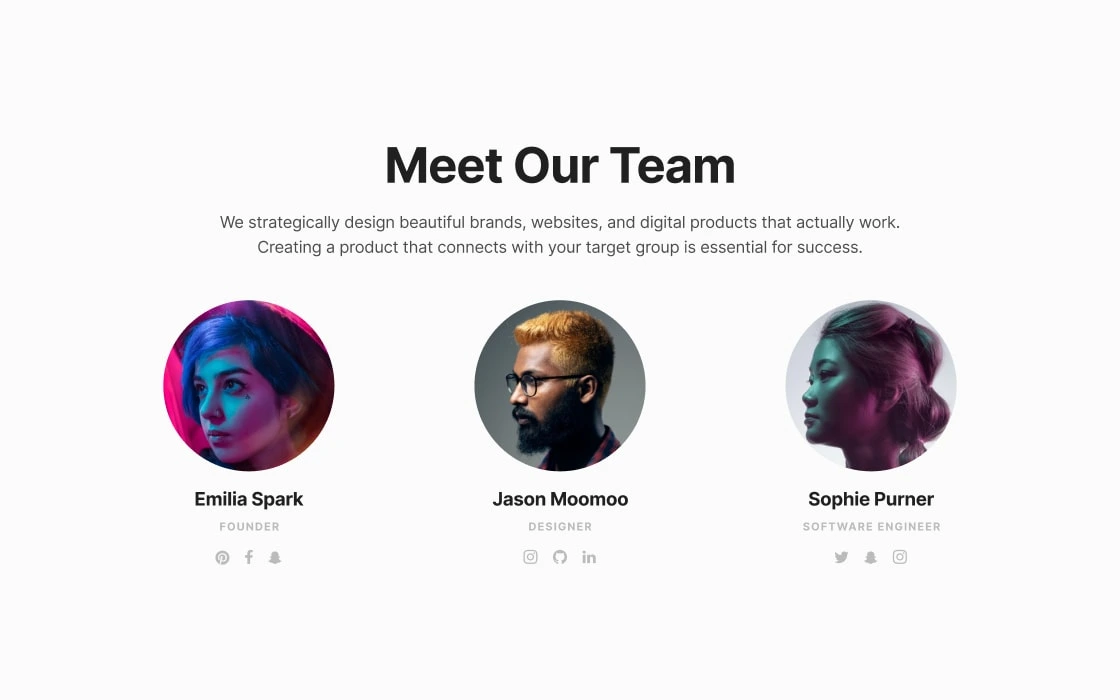 Meet Our Team
We strategically design beautiful brands, websites, and digital products that actually work.
Creating a product that connects with your target group is essential for success.
Emilia Spark
FOUNDER
Jason Moomoo
DESIGNER
Sophie Purner
SOFTWARE ENGINEER